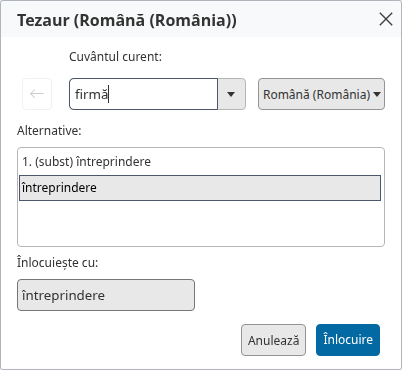 Tezaur (Română (România))
Cuvântul curent:
firmă
Română (România)
Alternative:
1. (subst) întreprindere
întreprindere
Înlocuiește cu:
întreprindere
Anulează
Înlocuire